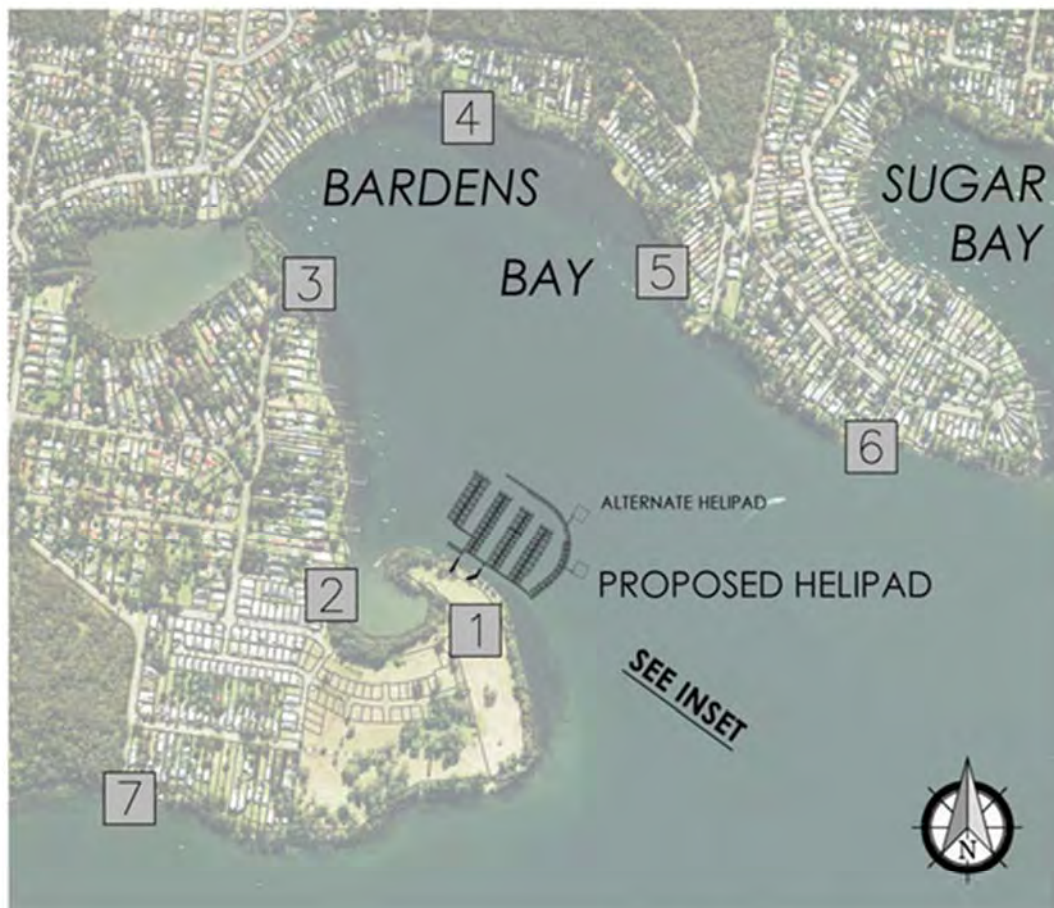 4
BARDENS
BAY
SUGAR
BAY
3
5
6
ALTERNATE HELIPAD
PROPOSED HELIPAD
2
1
SEE INSET
7
N